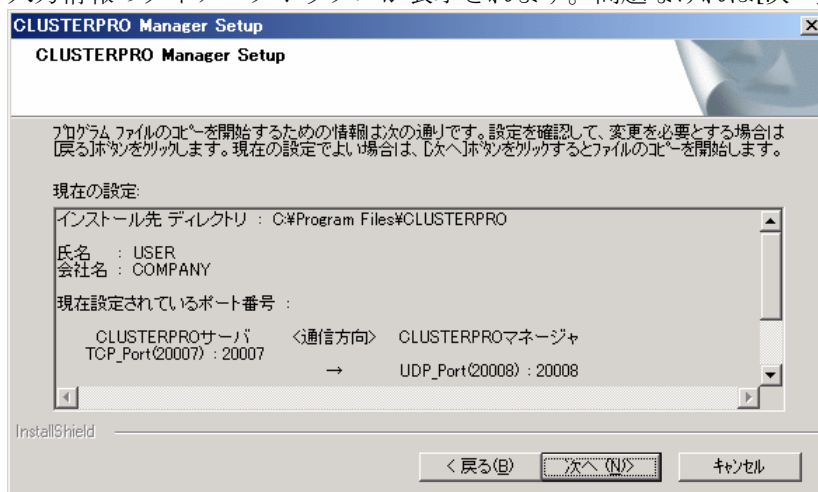 CLUSTERPRO Manager Setup
CLUSTERPRO Manager Setup
プログラム ファイルのコピーを開始するための情報は次の通りです。設定を確認して、変更を必要とする場合は
[戻る]ボタンをクリックします。現在の設定でよい場合は、[次へ]ボタンをクリックするとファイルのコピーを開始します。
現在の設定:
インストール先 ディレクトリ : C:¥Program Files¥CLUSTERPRO
氏名 : USER
会社名 : COMPANY
現在設定されているポート番号 :
CLUSTERPROサーバ <通信方向> CLUSTERPROマネージャ
TCP_Port(20007) : 20007
→ UDP_Port(20008) : 20008
InstallShield
< 戻る(B) 次へ (N)> キャンセル